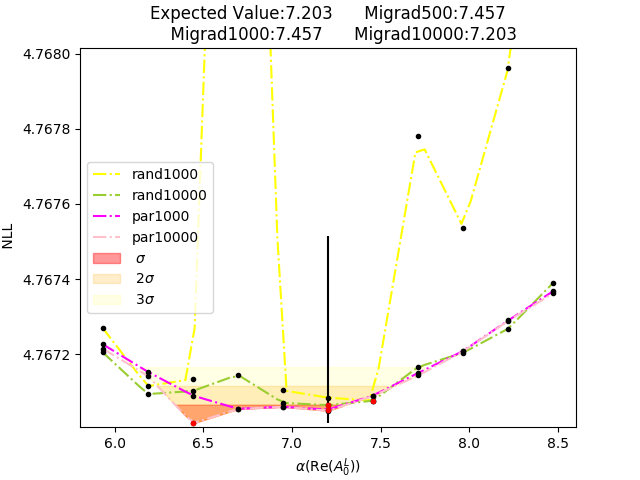 Expected Value:7.203 Migrad500:7.457
Migrad1000:7.457 Migrad10000:7.203
4.7680
4.7678
4.7676
4.7674
4.7672
NLL
rand1000
rand10000
par1000
par10000
σ
2σ
3σ
6.0 6.5 7.0 7.5 8.0 8.5
α(Re(A₀ᴸ))